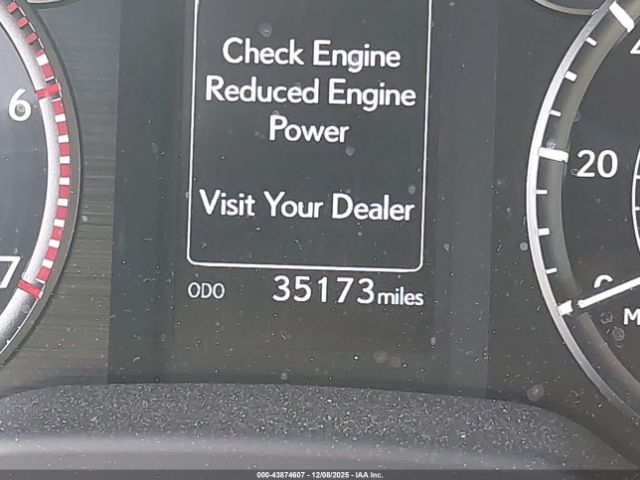 Check Engine
Reduced Engine
Power
Visit Your Dealer
6
7
20
0
ODO 35173 miles
000-43874607 | 12/08/2025 | IAA Inc.